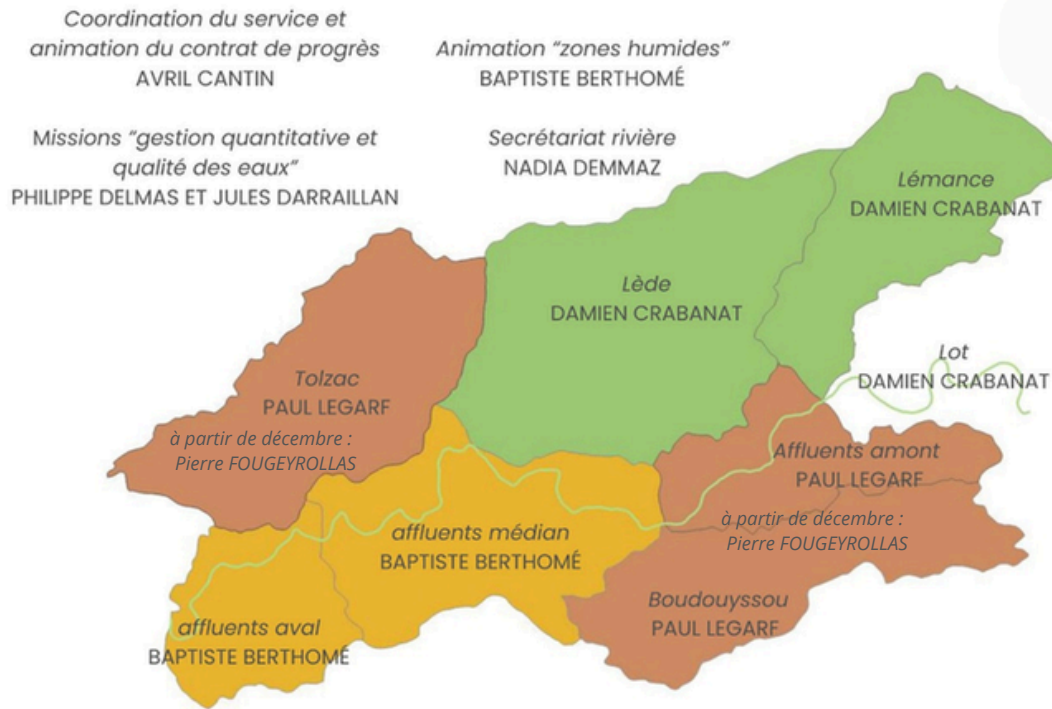 Coordination du service et
animation du contrat de progrès
AVRIL CANTIN
Animation “zones humides”
BAPTISTE BERTHOMÉ
Missions “gestion quantitative et
qualité des eaux”
PHILIPPE DELMAS ET JULES DARRAILLAN
Secrétariat rivière
NADIA DEMMAZ
Lémance
DAMIEN CRABANAT
Lède
DAMIEN CRABANAT
Lot
DAMIEN CRABANAT
Tolzac
PAUL LEGARF
à partir de décembre :
Pierre FOUGEYROLLAS
Affluents amont
PAUL LEGARF
à partir de décembre :
Pierre FOUGEYROLLAS
affluents médian
BAPTISTE BERTHOMÉ
Boudouyssou
PAUL LEGARF
affluents aval
BAPTISTE BERTHOMÉ